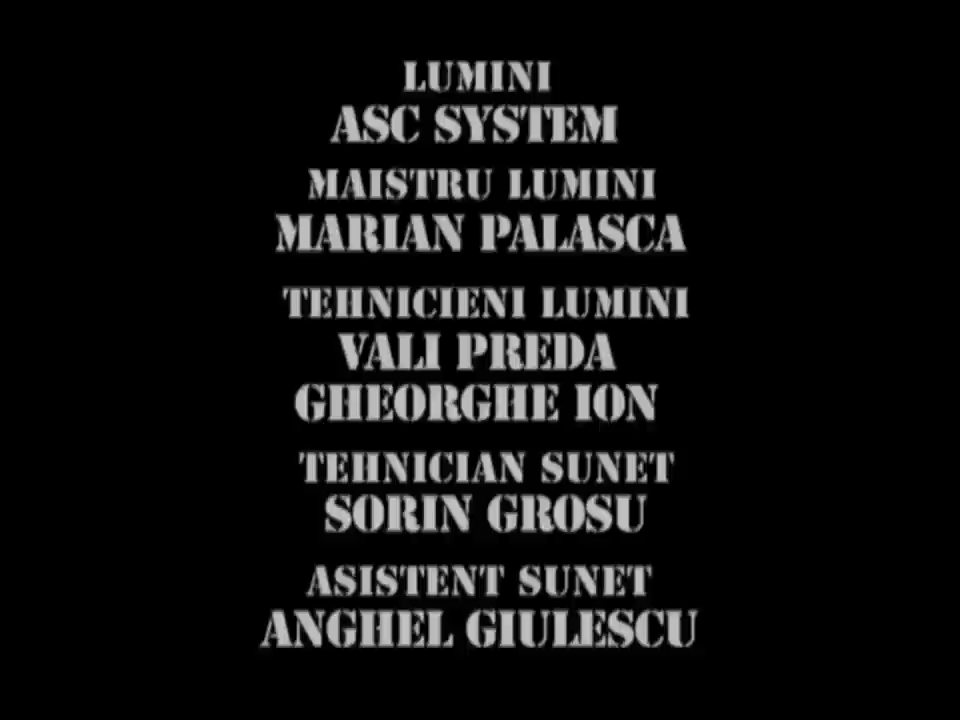 LUMINI
ASC SYSTEM
MAISTRU LUMINI
MARIAN PALASCA
TEHNICIENI LUMINI
VALI PREDA
GHEORGHE ION
TEHNICIAN SUNET
SORIN GROSU
ASISTENT SUNET
ANGHEL GIULESCU